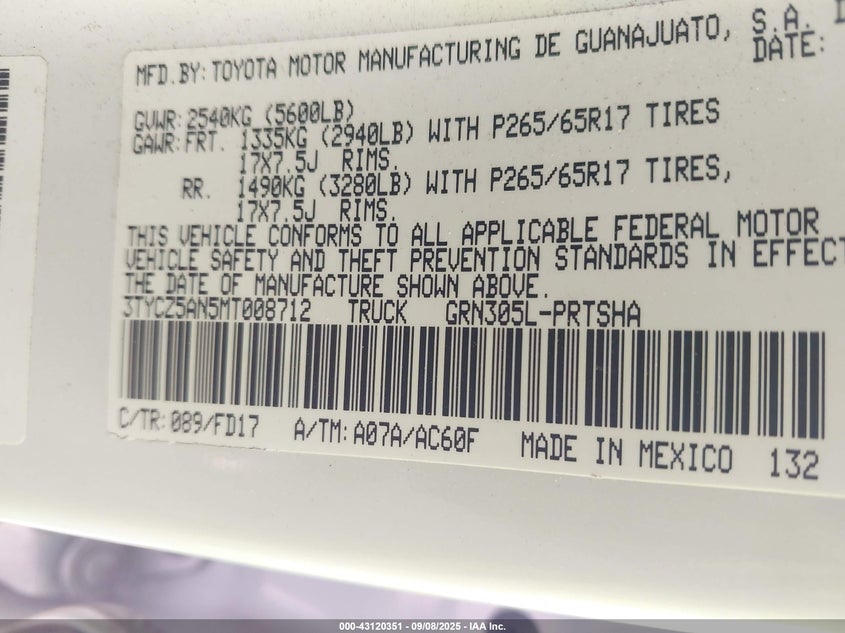 MFD.BY:TOYOTA MOTOR MANUFACTURING DE GUANAJUATO, S.A. D
DATE:
GVWR:2540KG (5600LB)
GAWR:FRT. 1335KG (2940LB) WITH P265/65R17 TIRES
17X7.5J RIMS.
RR. 1490KG (3280LB) WITH P265/65R17 TIRES,
17X7.5J RIMS.
THIS VEHICLE CONFORMS TO ALL APPLICABLE FEDERAL MOTOR
VEHICLE SAFETY AND THEFT PREVENTION STANDARDS IN EFFECT
THE DATE OF MANUFACTURE SHOWN ABOVE.
3TYCZ5AN5MT008712 TRUCK GRN305L-PRTSHA
C/TR:089/FD17 A/TM:A07A/AC60F MADE IN MEXICO 132
000-43120351 - 09/08/2025 - IAA Inc.